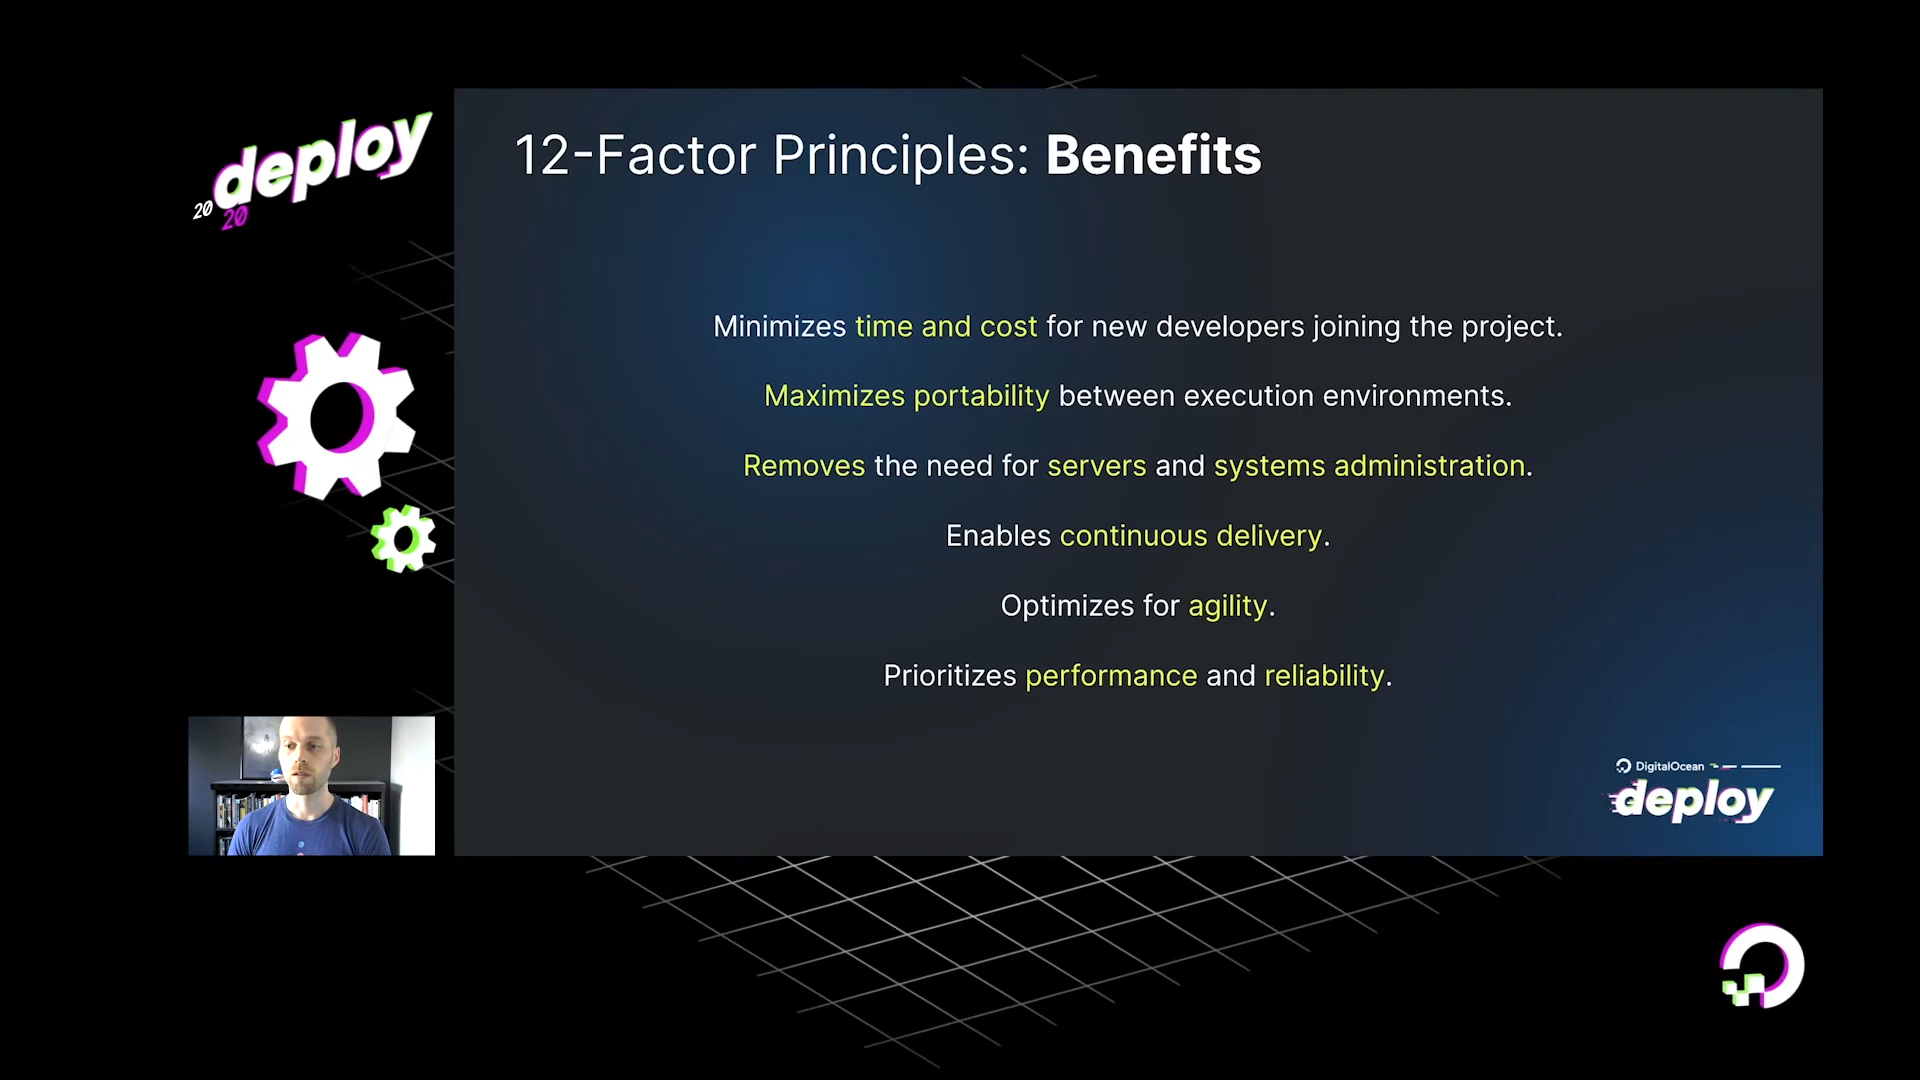 deploy
20
20
12-Factor Principles: Benefits
Minimizes time and cost for new developers joining the project.
Maximizes portability between execution environments.
Removes the need for servers and systems administration.
Enables continuous delivery.
Optimizes for agility.
Prioritizes performance and reliability.
DigitalOcean
deploy